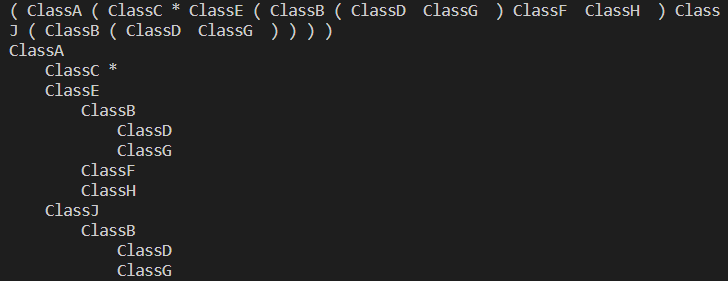 ( ClassA ( ClassC * ClassE ( ClassB ( ClassD  ClassG  ) ClassF  ClassH  ) Class
J ( ClassB ( ClassD  ClassG  ) ) ) )
ClassA
    ClassC *
    ClassE
        ClassB
            ClassD
            ClassG
        ClassF
        ClassH
    ClassJ
        ClassB
            ClassD
            ClassG